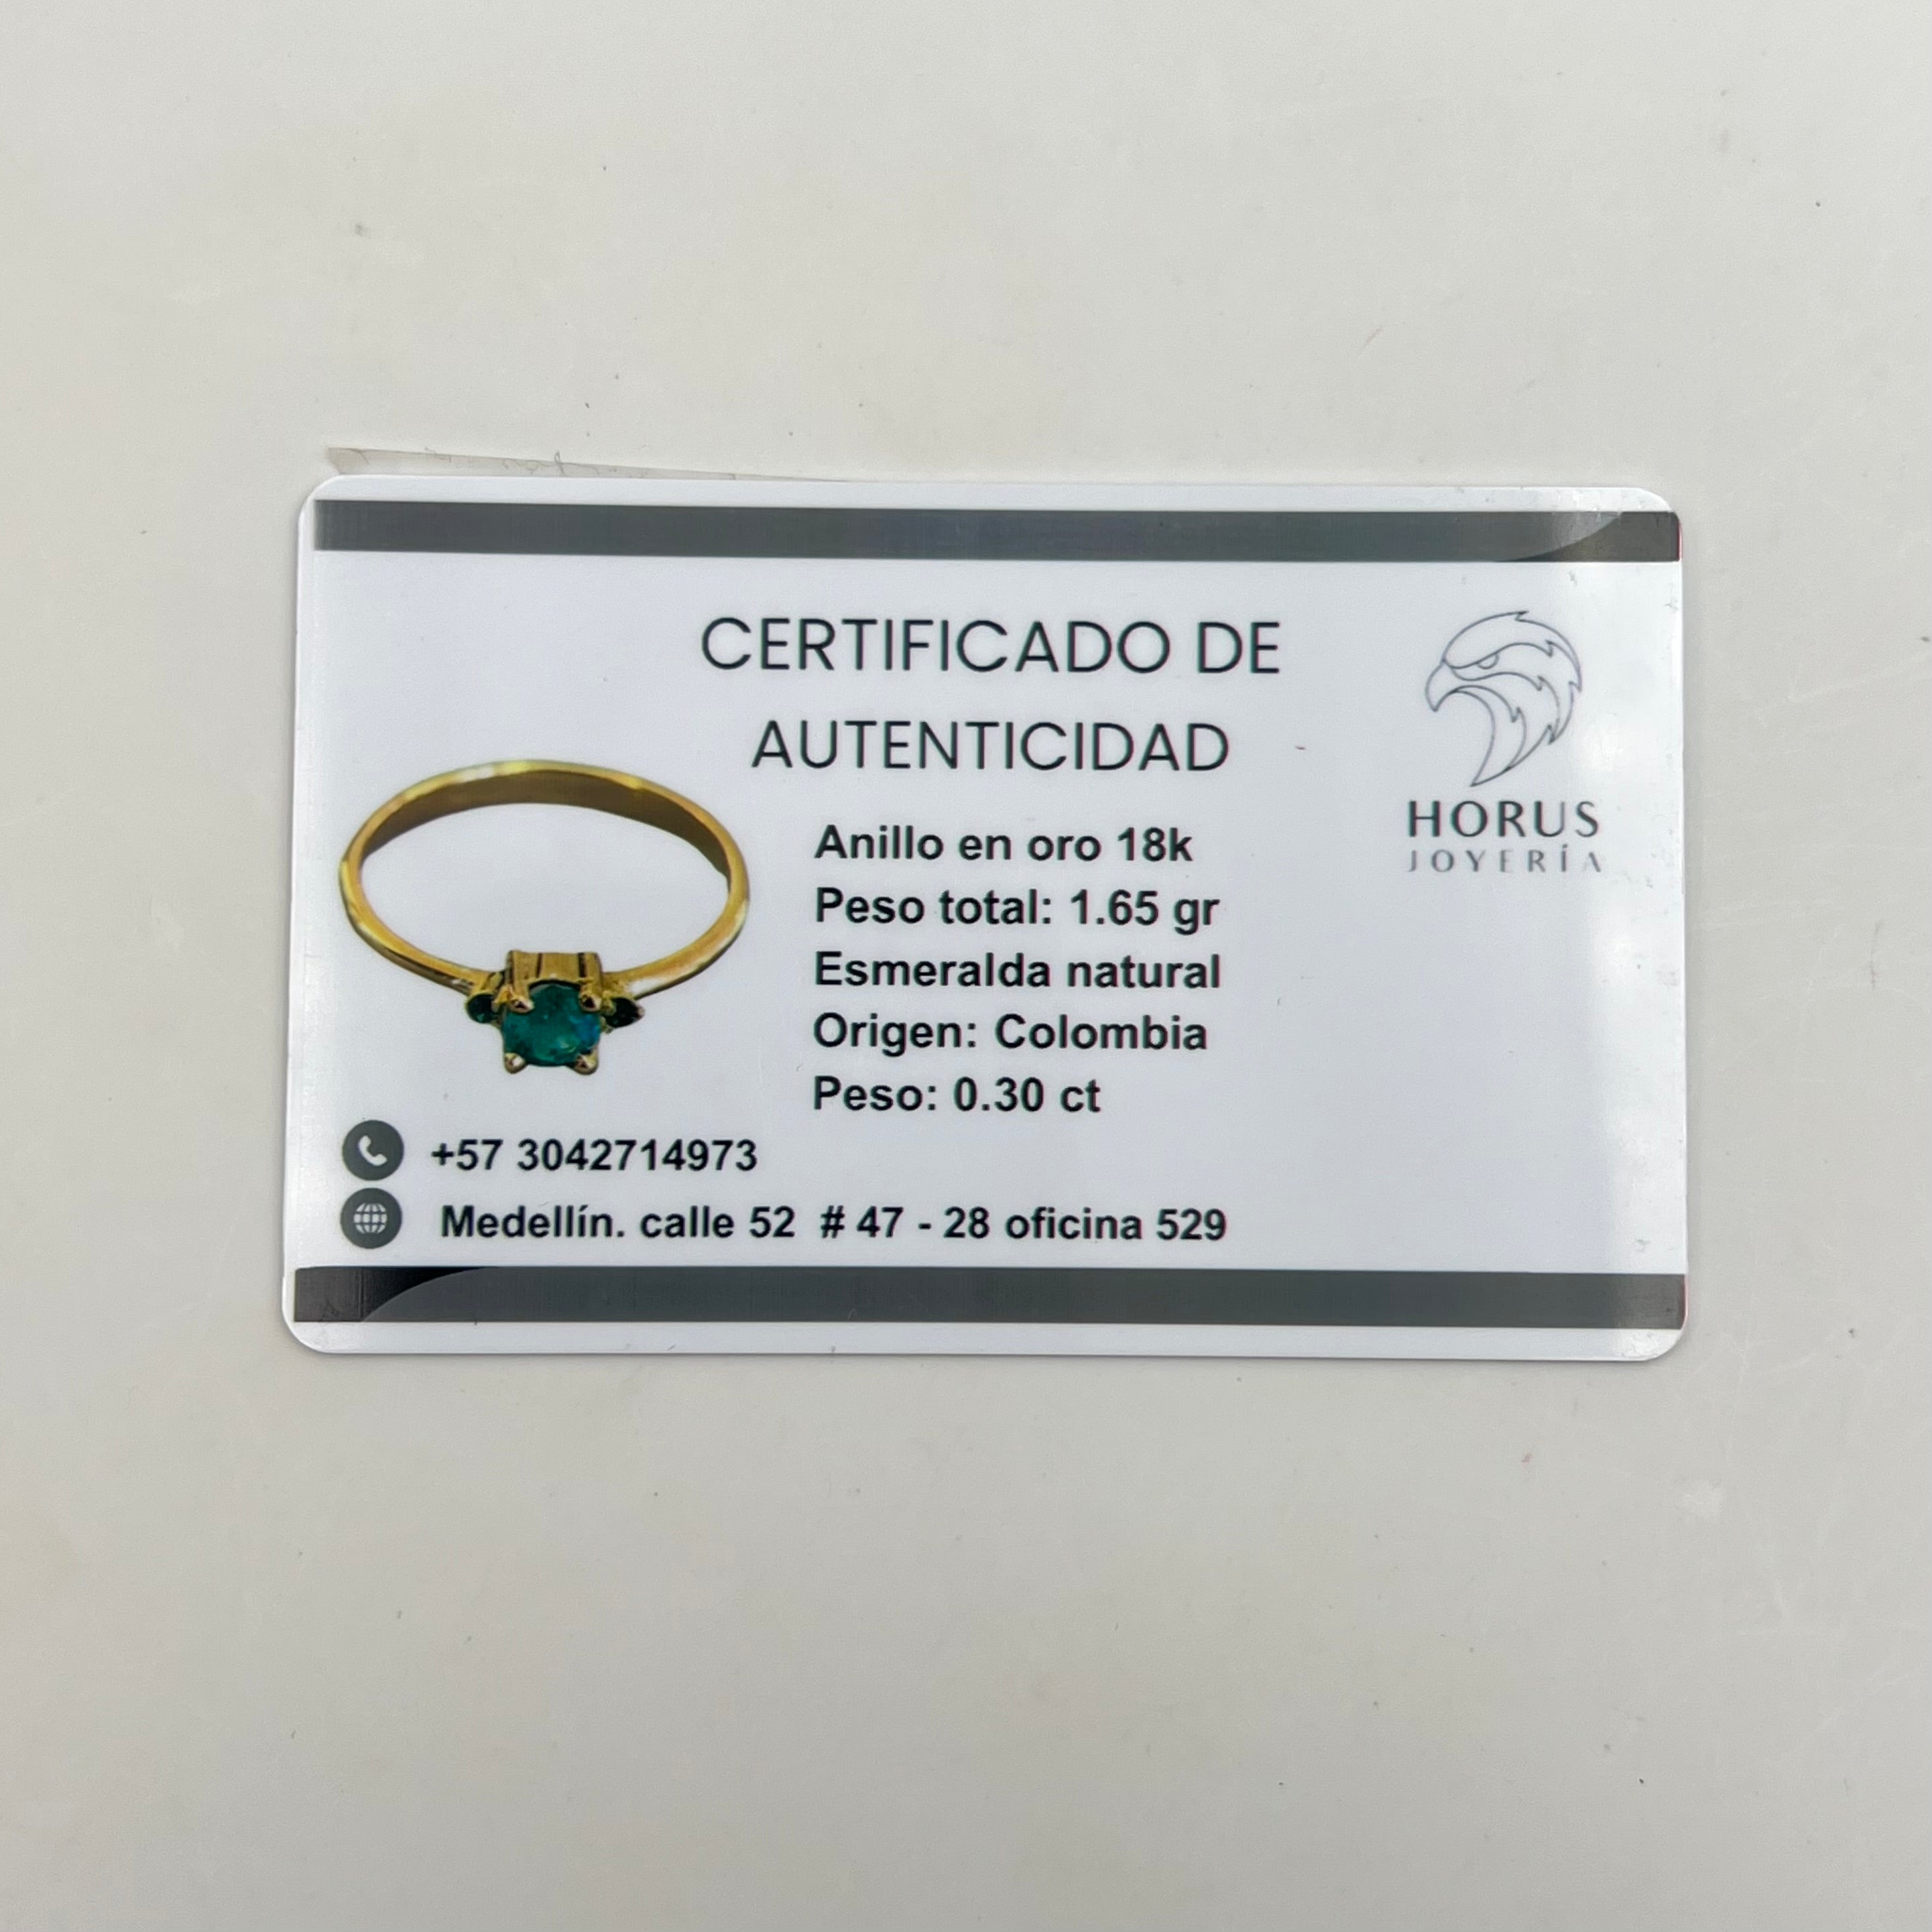 CERTIFICADO DE
AUTENTICIDAD
HORUS
JOYERÍA
Anillo en oro 18k
Peso total: 1.65 gr
Esmeralda natural
Origen: Colombia
Peso: 0.30 ct
+57 3042714973
Medellín. calle 52 # 47 - 28 oficina 529